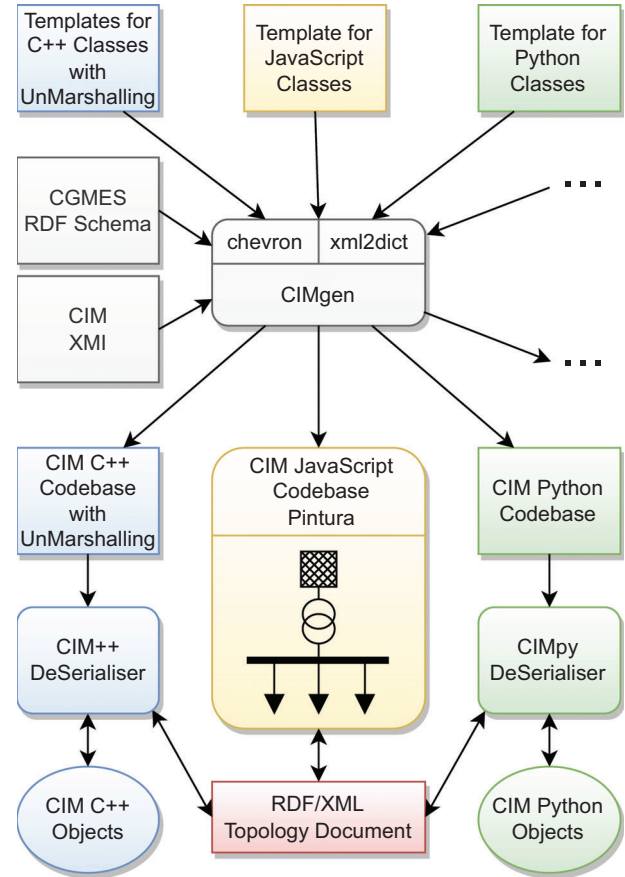 Templates for
C++ Classes
with
UnMarshalling
Template for
JavaScript
Classes
Template for
Python
Classes
CGMES
RDF Schema
...
chevron
xml2dict
CIMgen
CIM
XMI
...
CIM C++
Codebase
with
UnMarshalling
CIM JavaScript
Codebase
Pintura
CIM Python
Codebase
CIM++
DeSerialiser
CIMpy
DeSerialiser
CIM C++
Objects
RDF/XML
Topology Document
CIM Python
Objects